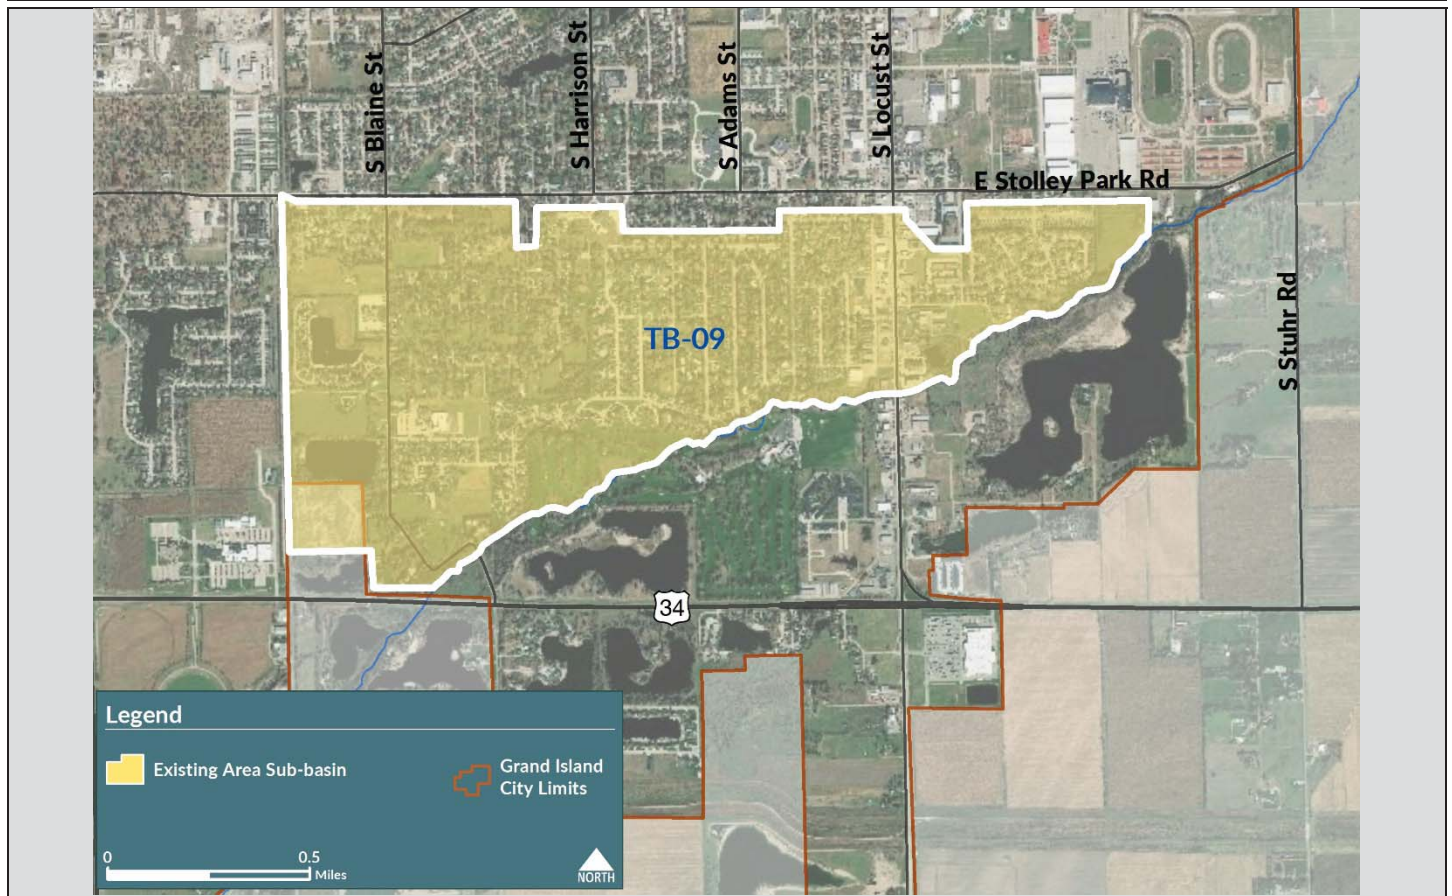 S Blaine St
S Harrison St
S Adams St
S Locust St
E Stolley Park Rd
TB-09
S Stuhr Rd
34
Legend
Existing Area Sub-basin
Grand Island
City Limits
0
0.5
Miles
NORTH